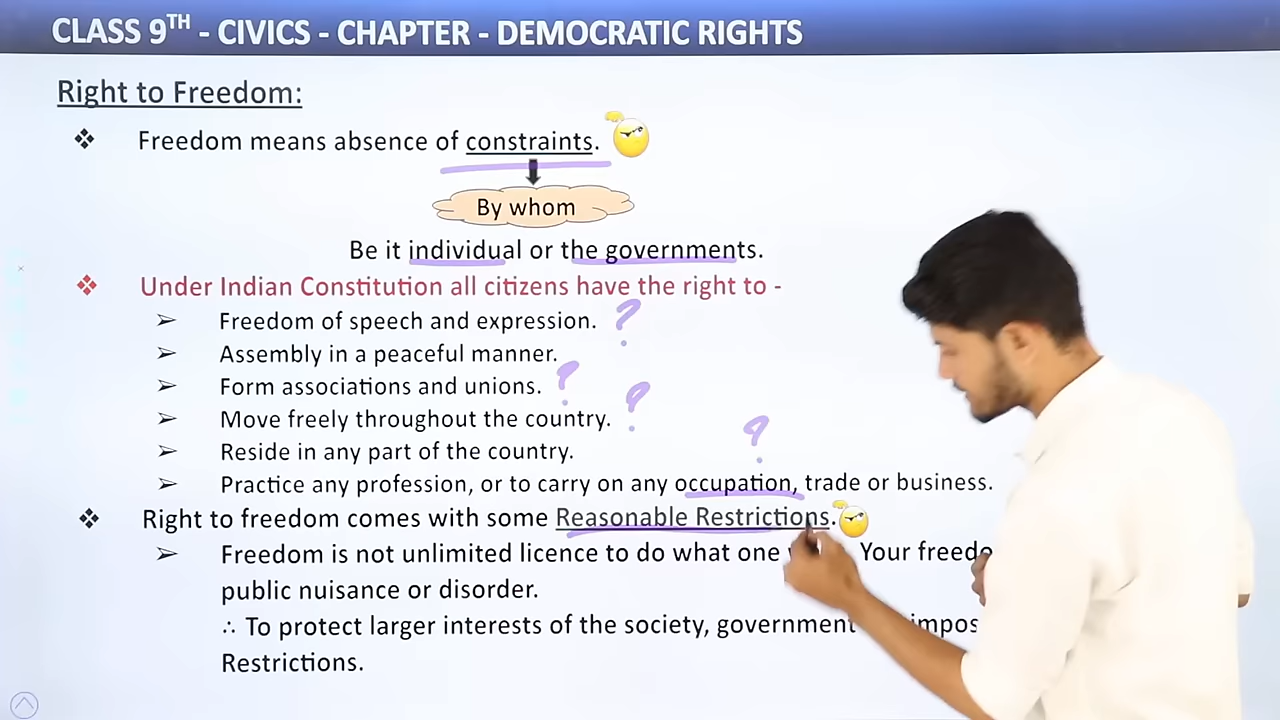 CLASS 9TH - CIVICS - CHAPTER - DEMOCRATIC RIGHTS
Right to Freedom:
❖ Freedom means absence of constraints.
By whom
Be it individual or the governments.
❖ Under Indian Constitution all citizens have the right to -
➢ Freedom of speech and expression. ?
➢ Assembly in a peaceful manner.
➢ Form associations and unions. ?
➢ Move freely throughout the country. ?
➢ Reside in any part of the country. ?
➢ Practice any profession, or to carry on any occupation, trade or business.
❖ Right to freedom comes with some Reasonable Restrictions.
➢ Freedom is not unlimited licence to do what one Your
public nuisance or disorder.
∴ To protect larger interests of the society, government
Restrictions.